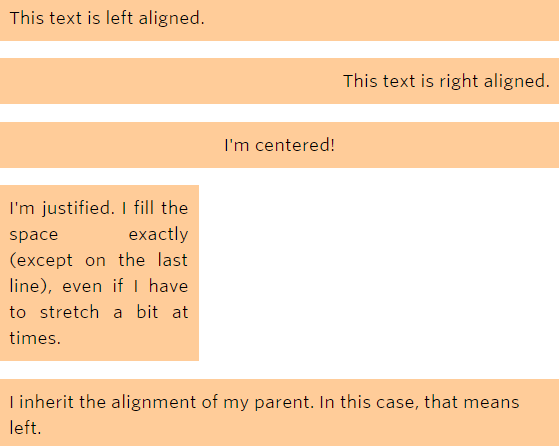 This text is left aligned.
This text is right aligned.
I'm centered!
I'm justified. I fill the
space exactly
(except on the last
line), even if I have
to stretch a bit at
times.
I inherit the alignment of my parent. In this case, that means
left.